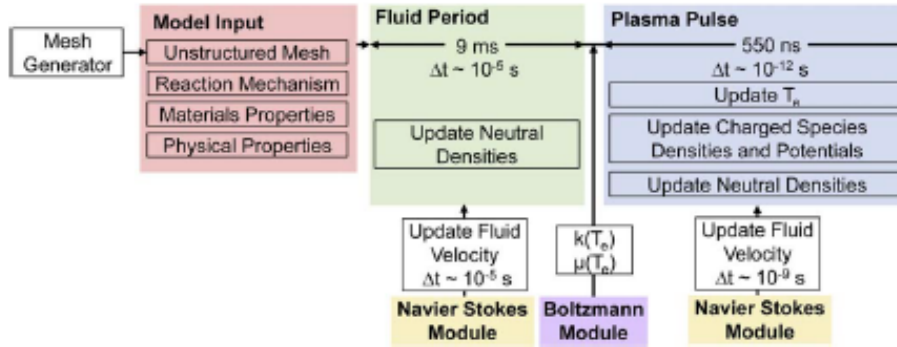 Mesh
Generator
Model Input
Unstructured Mesh
Reaction Mechanism
Materials Properties
Physical Properties
Fluid Period
9 ms
Δt ~ 10⁻⁵ s
Update Neutral
Densities
Update Fluid
Velocity
Δt ~ 10⁻⁵ s
Navier Stokes
Module
k(Tₑ)
μ(Tₑ)
Boltzmann
Module
Plasma Pulse
550 ns
Δt ~ 10⁻¹² s
Update Tₑ
Update Charged Species
Densities and Potentials
Update Neutral Densities
Update Fluid
Velocity
Δt ~ 10⁻⁹ s
Navier Stokes
Module